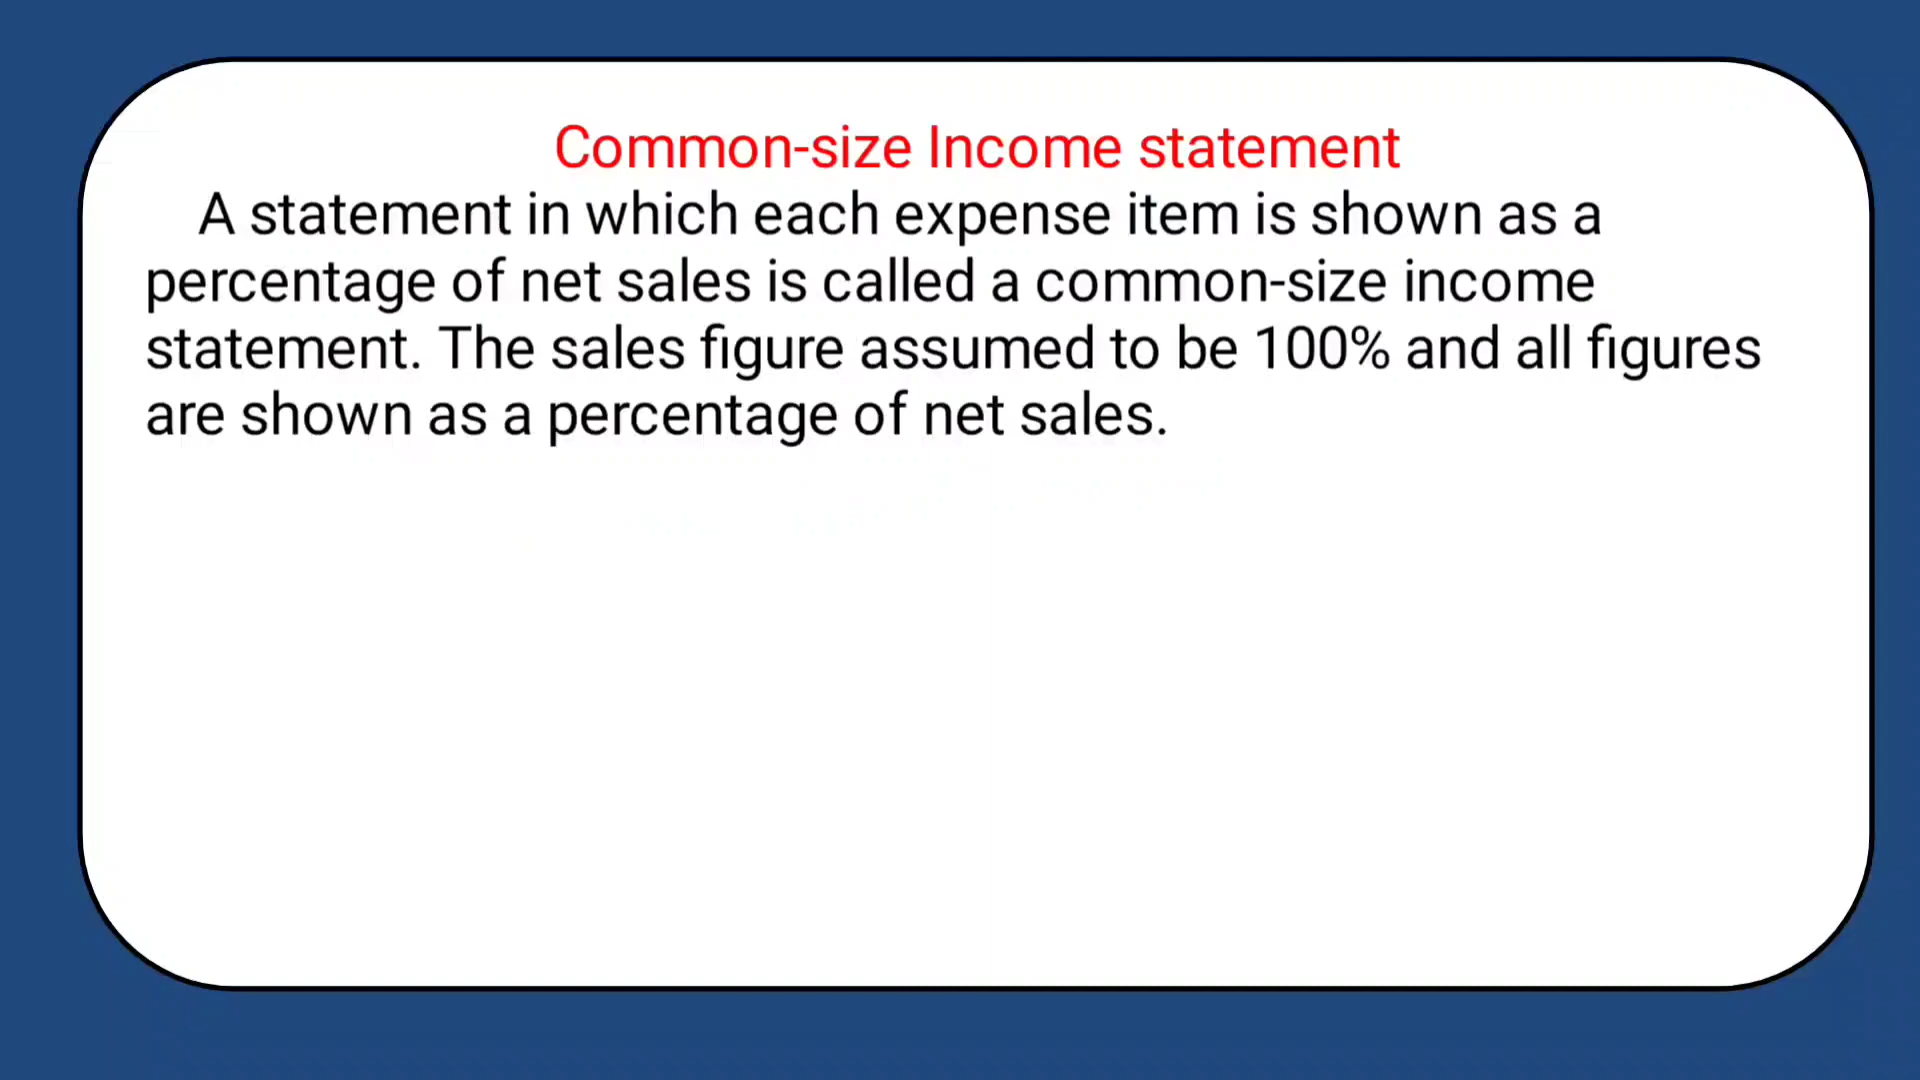 Common-size Income statement
A statement in which each expense item is shown as a
percentage of net sales is called a common-size income
statement. The sales figure assumed to be 100% and all figures
are shown as a percentage of net sales.